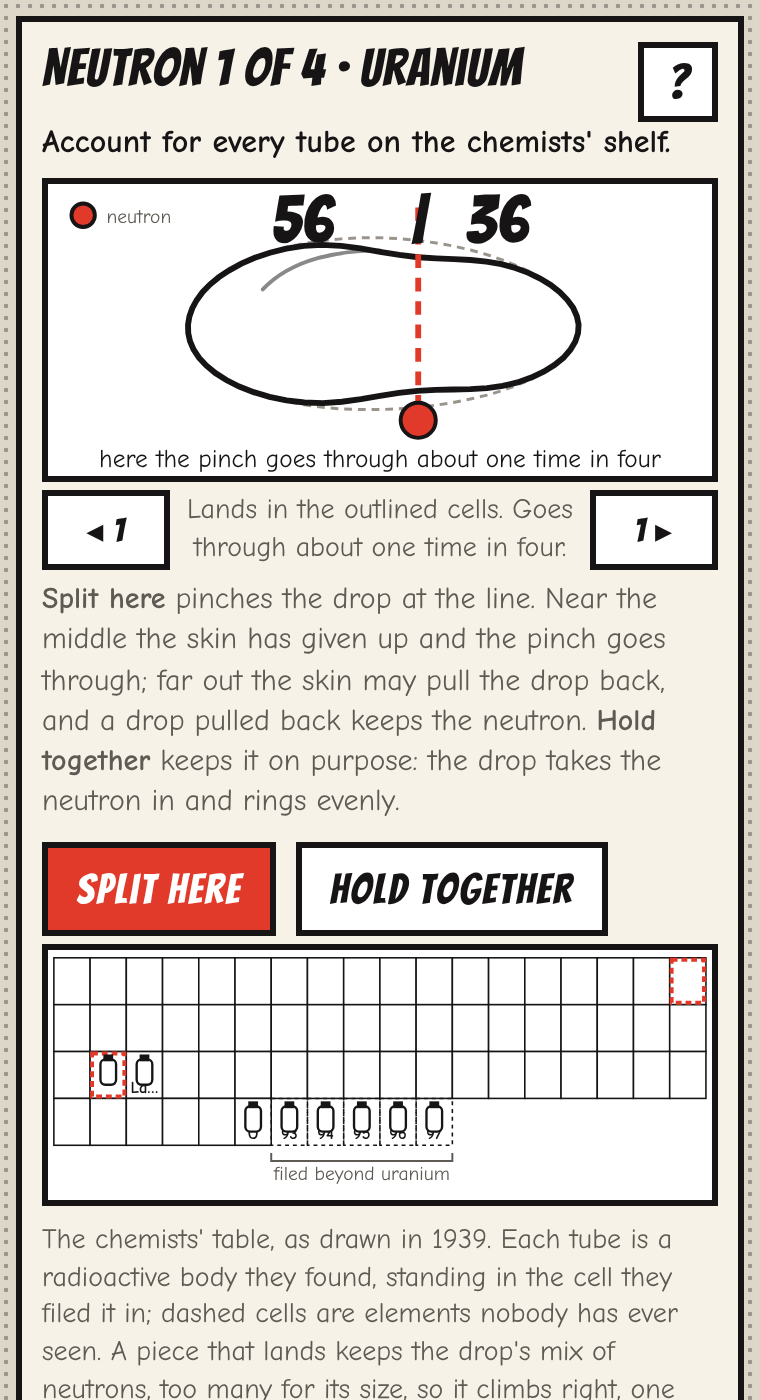 NEUTRON 1 OF 4 • URANIUM
?
Account for every tube on the chemists' shelf.
neutron
56 / 36
here the pinch goes through about one time in four
◂ 1
Lands in the outlined cells. Goes
through about one time in four.
1 ▸
Split here pinches the drop at the line. Near the
middle the skin has given up and the pinch goes
through; far out the skin may pull the drop back,
and a drop pulled back keeps the neutron. Hold
together keeps it on purpose: the drop takes the
neutron in and rings evenly.
SPLIT HERE
HOLD TOGETHER
La...
93 94 95 96 97
filed beyond uranium
The chemists' table, as drawn in 1939. Each tube is a
radioactive body they found, standing in the cell they
filed it in; dashed cells are elements nobody has ever
seen. A piece that lands keeps the drop's mix of
neutrons, too many for its size, so it climbs right, one